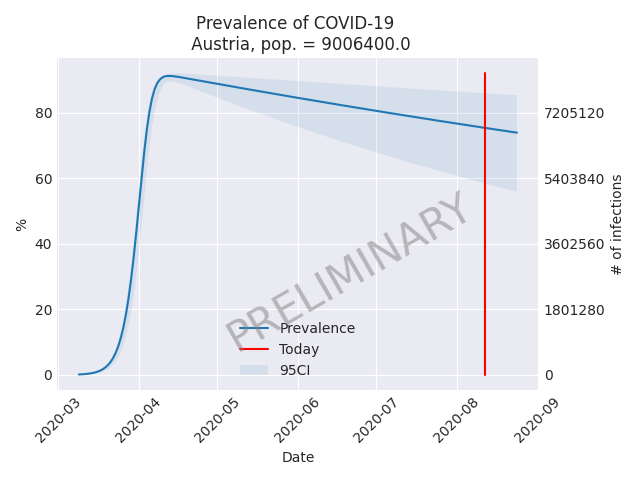 Prevalence of COVID-19
Austria, pop. = 9006400.0
%
80
60
40
20
0
7205120
5403840
3602560
1801280
0
# of infections
PRELIMINARY
Prevalence
Today
95CI
2020-03
2020-04
2020-05
2020-06
2020-07
2020-08
2020-09
Date